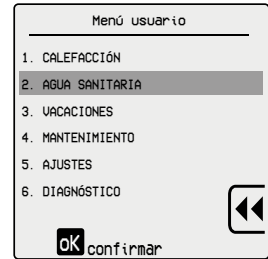 Menú usuario
1. CALEFACCIÓN
2. AGUA SANITARIA
3. VACACIONES
4. MANTENIMIENTO
5. AJUSTES
6. DIAGNÓSTICO
OK confirmar